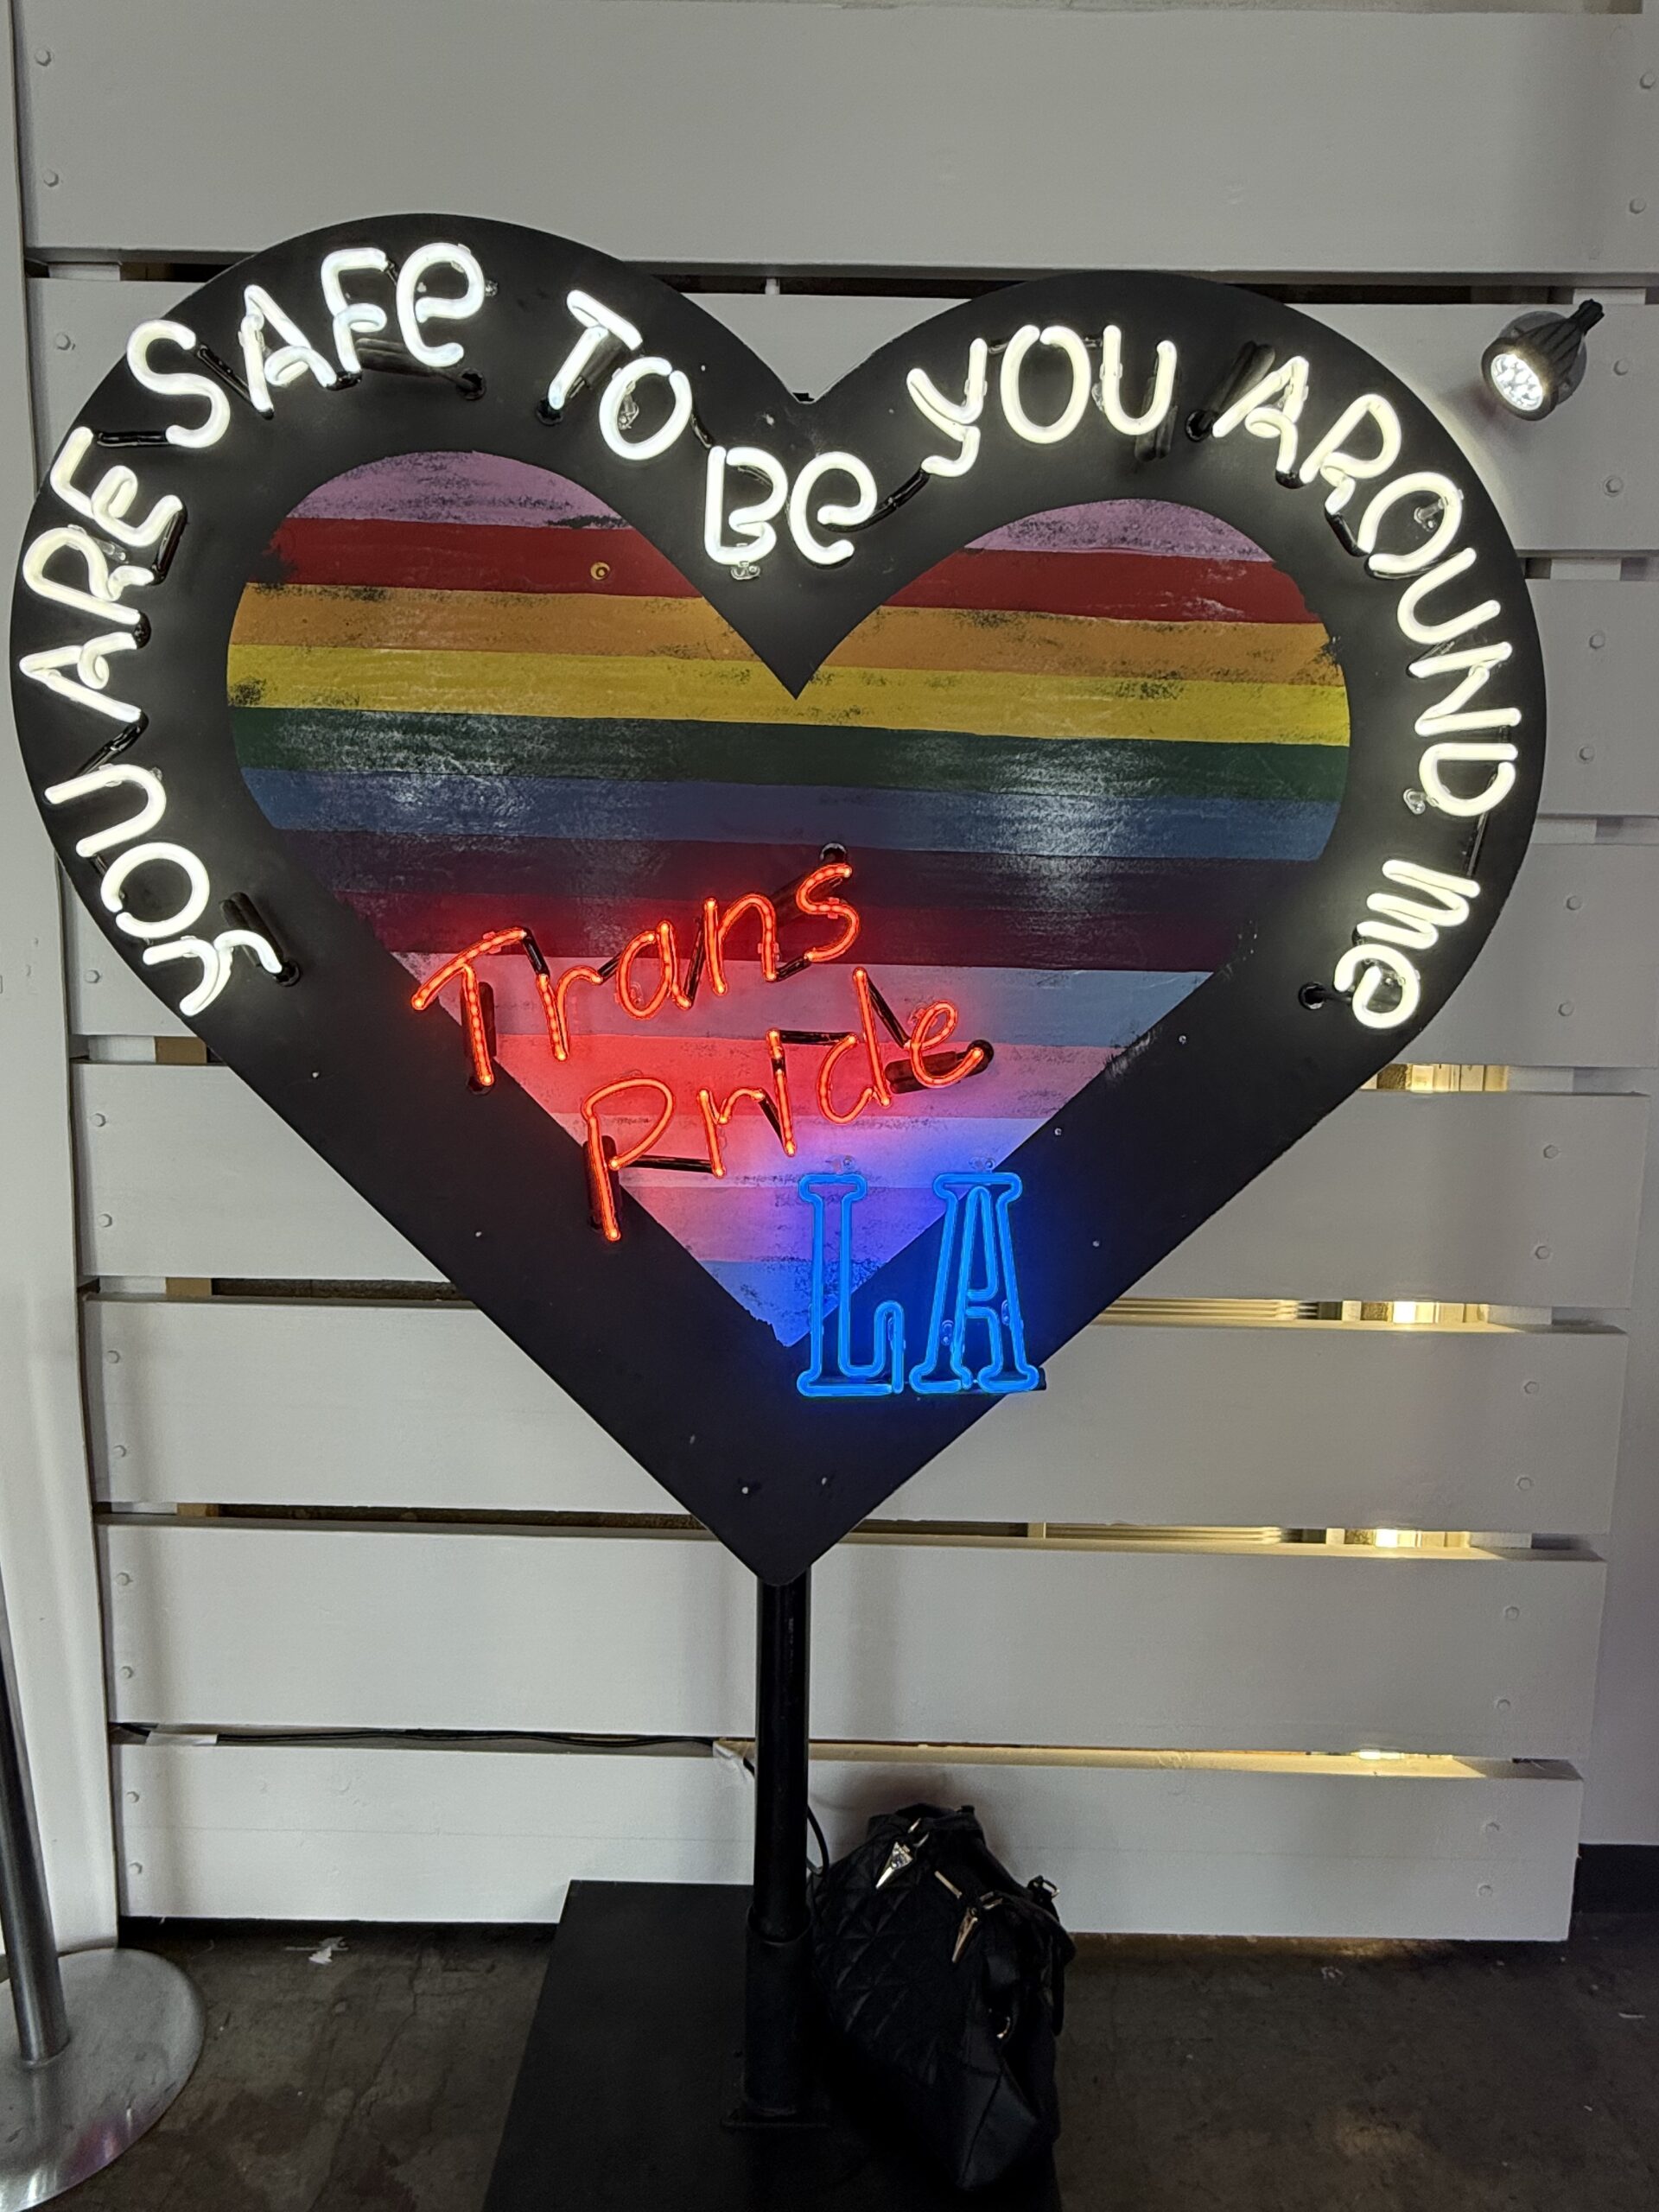 YOU ARE SAFe TO Be YOU AROUND Me
Trans
Pride
LA